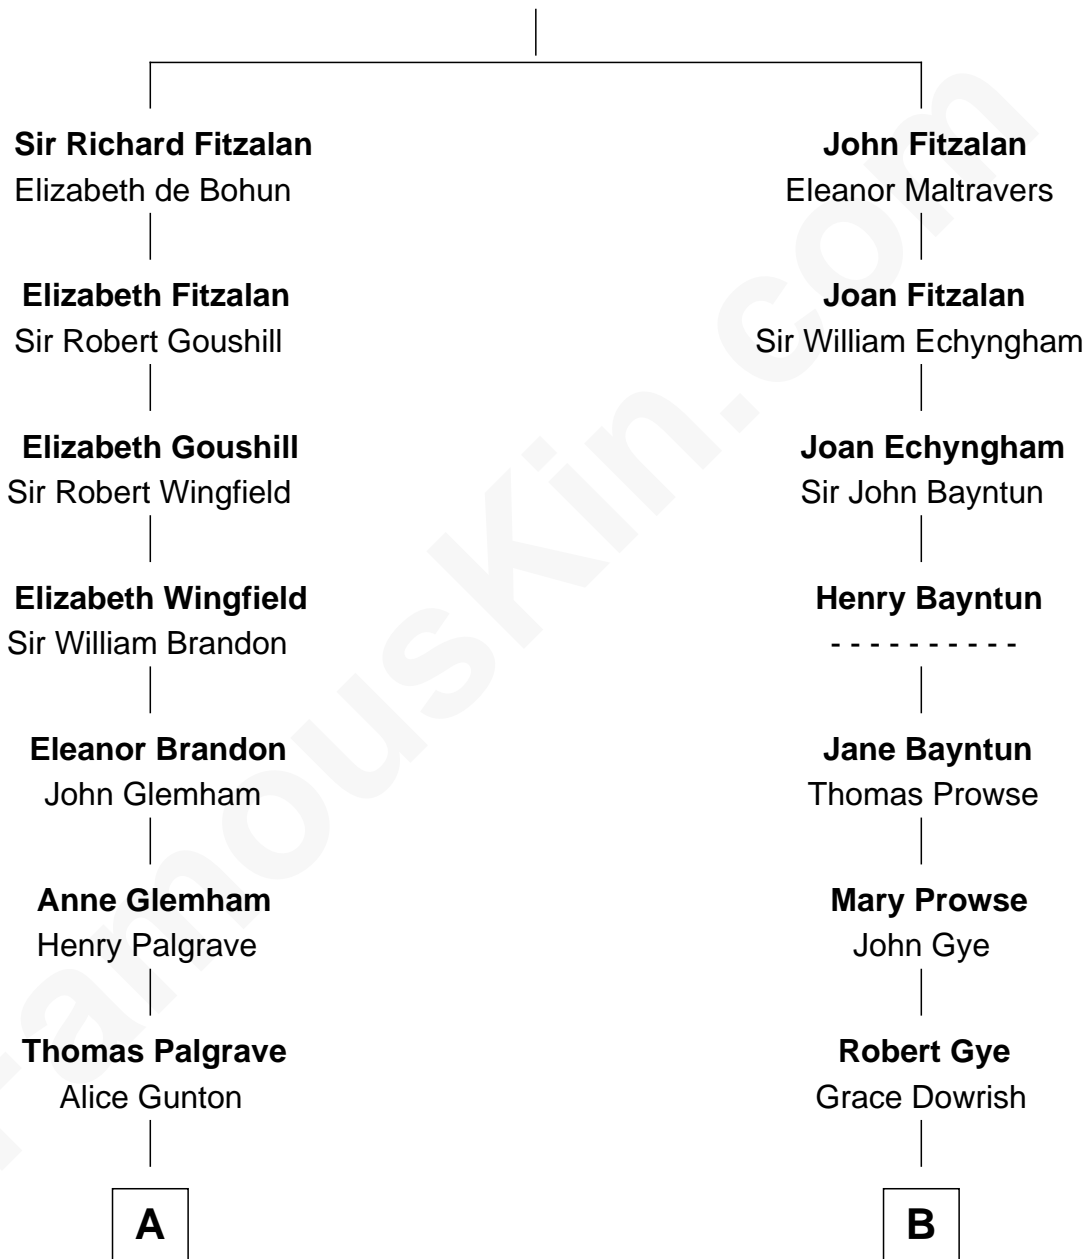 Sir Richard Fitzalan
Elizabeth de Bohun
Elizabeth Fitzalan
Sir Robert Goushill
Elizabeth Goushill
Sir Robert Wingfield
Elizabeth Wingfield
Sir William Brandon
Eleanor Brandon
John Glemham
Anne Glemham
Henry Palgrave
Thomas Palgrave
Alice Gunton
A
John Fitzalan
Eleanor Maltravers
Joan Fitzalan
Sir William Echyngham
Joan Echyngham
Sir John Bayntun
Henry Bayntun
- - - - - - - - - -
Jane Bayntun
Thomas Prowse
Mary Prowse
John Gye
Robert Gye
Grace Dowrish
B
FamousKin.com